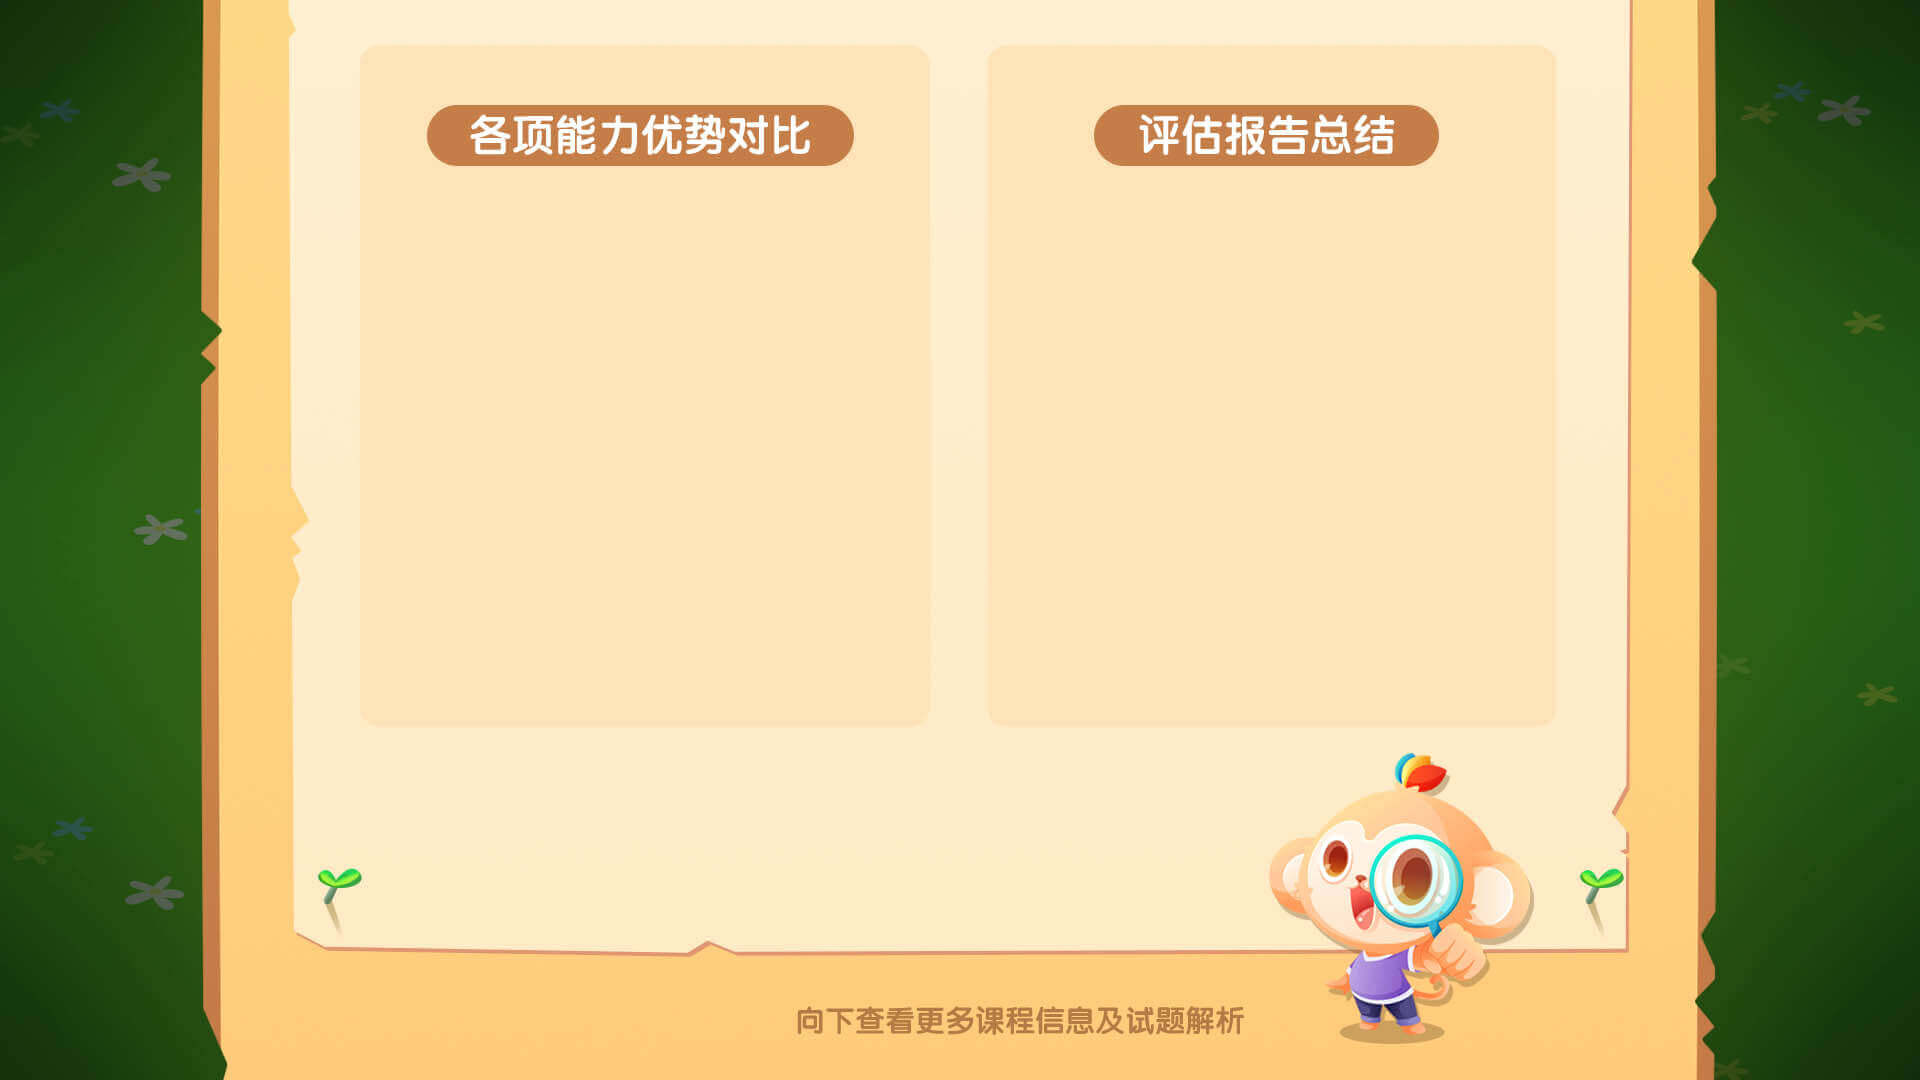 各项能力优势对比
评估报告总结
向下查看更多课程信息及试题解析